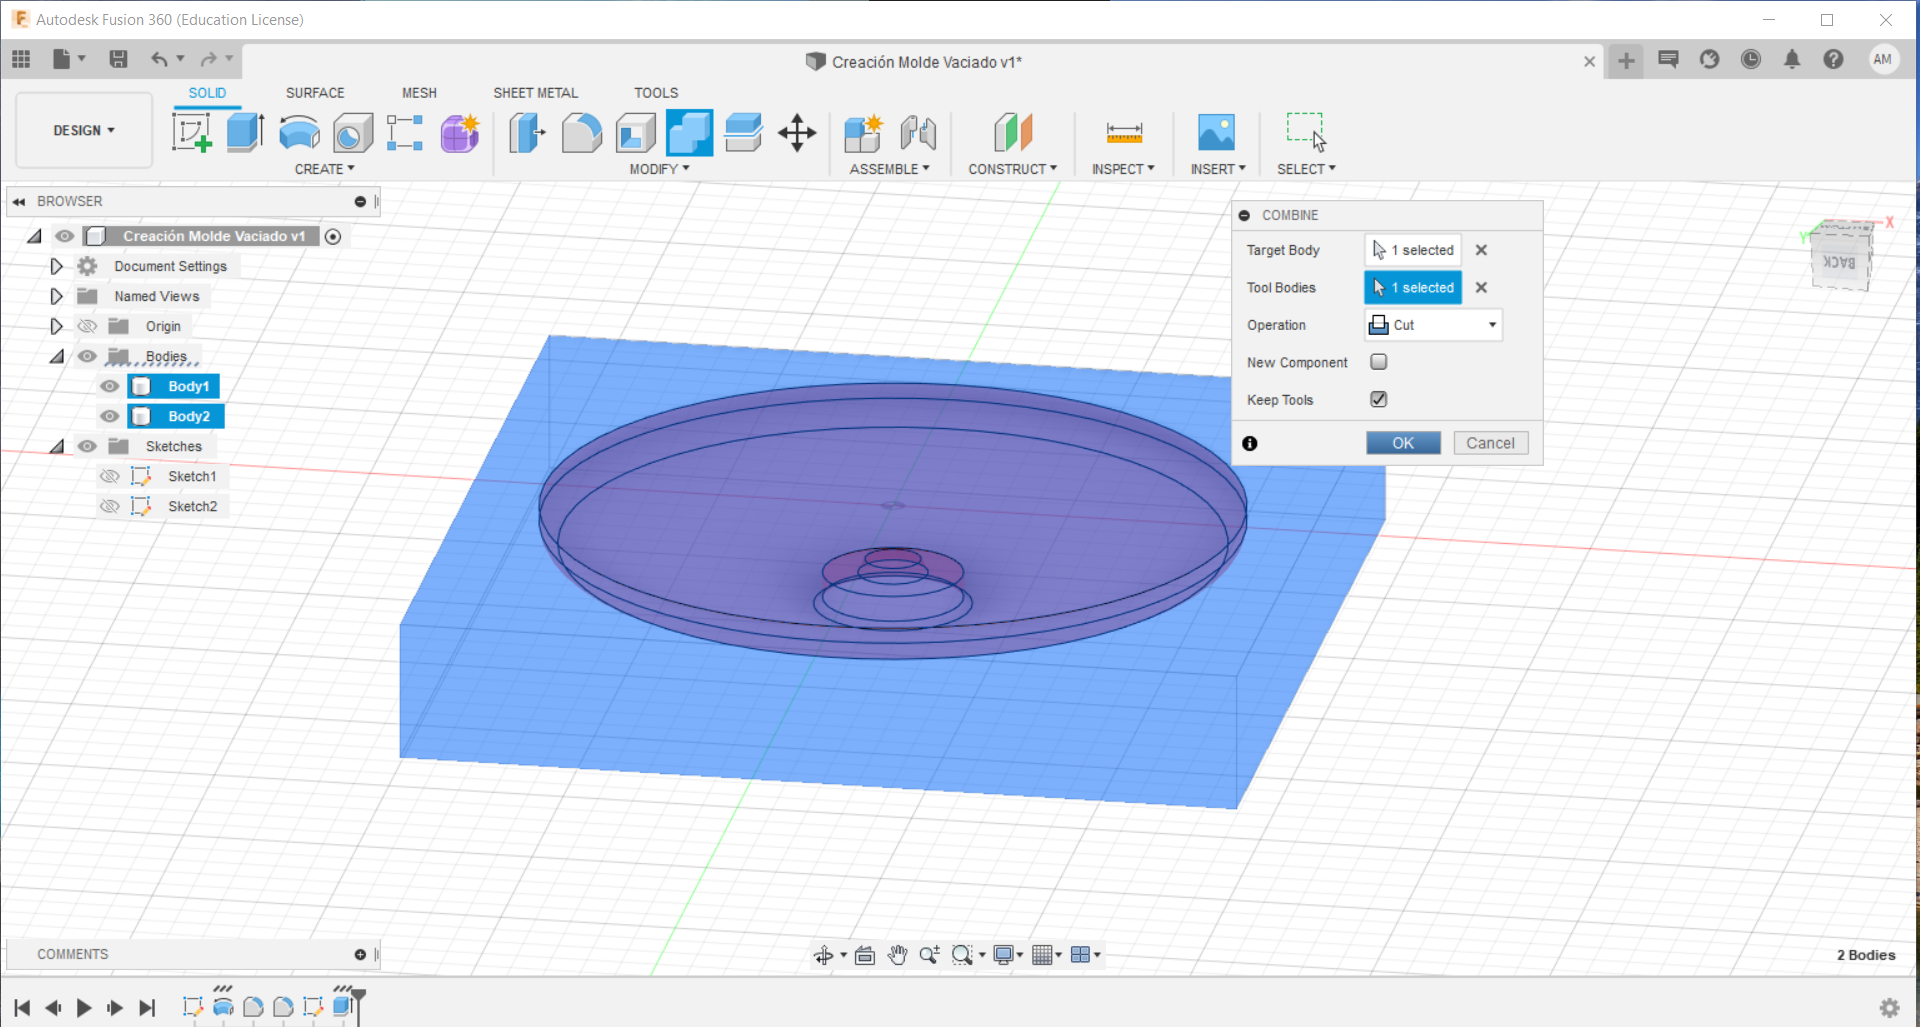 Autodesk Fusion 360 (Education License)
Creación Molde Vaciado v1*
AM
SOLID SURFACE MESH SHEET METAL TOOLS
DESIGN
CREATE MODIFY ASSEMBLE CONSTRUCT INSPECT INSERT SELECT
BROWSER
Creación Molde Vaciado v1
Document Settings
Named Views
Origin
Bodies
Body1
Body2
Sketches
Sketch1
Sketch2
COMBINE
Target Body 1 selected
Tool Bodies 1 selected
Operation Cut
New Component
Keep Tools
OK Cancel
X
Y
BACK
COMMENTS
2 Bodies